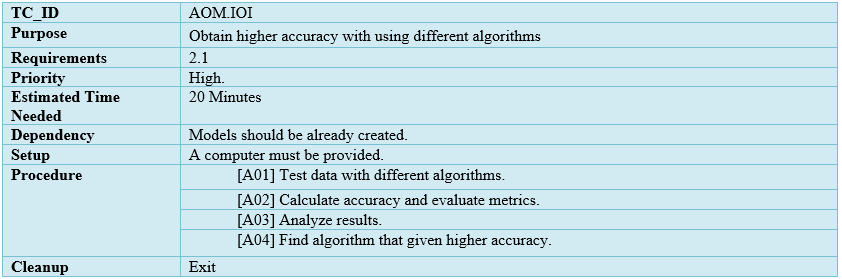 TC_ID AOM.IOI
Purpose Obtain higher accuracy with using different algorithms
Requirements 2.1
Priority High.
Estimated Time 20 Minutes
Needed
Dependency Models should be already created.
Setup A computer must be provided.
Procedure [A01] Test data with different algorithms.
[A02] Calculate accuracy and evaluate metrics.
[A03] Analyze results.
[A04] Find algorithm that given higher accuracy.
Cleanup Exit